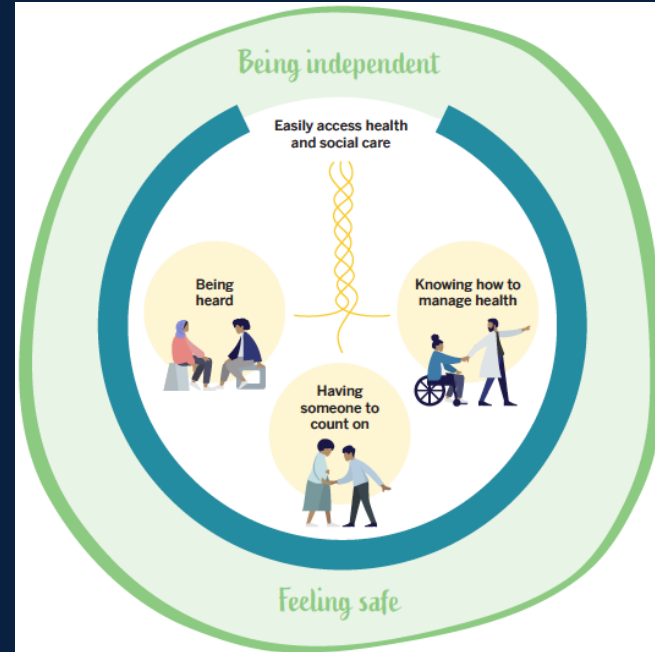 Being independent
Easily access health
and social care
Being
heard
Knowing how to
manage health
Having
someone to
count on
Feeling safe